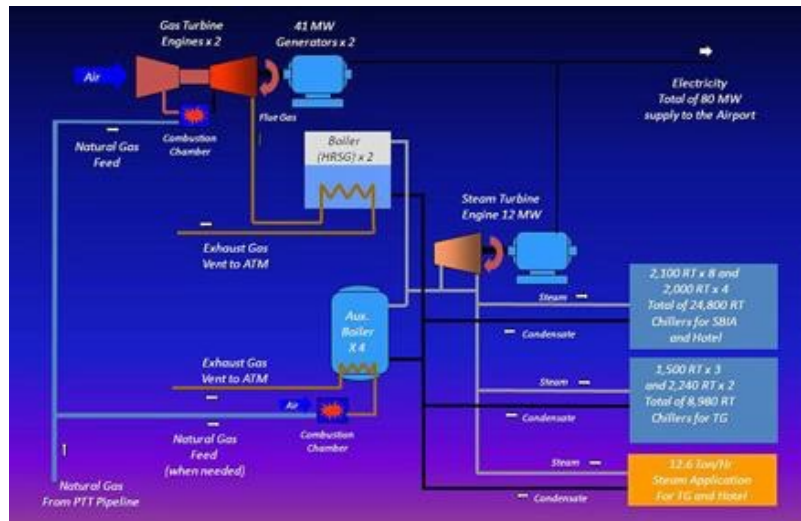 Gas Turbine
Engines x 2
41 MW
Generators x 2
Air
Electricity
Total of 80 MW
supply to the Airport
Flue Gas
Natural Gas
Feed
Combustion
Chamber
Boiler
(HRSG) x 2
Steam Turbine
Engine 12 MW
Exhaust Gas
Vent to ATM
2,100 RT x 8 and
2,000 RT x 4
Total of 24,800 RT
Chillers for SBIA
and Hotel
Steam
Condensate
Aux.
Boiler
X 4
Exhaust Gas
Vent to ATM
1,500 RT x 3
and 2,240 RT x 2
Total of 8,980 RT
Chillers for TG
Steam
Condensate
Air
Natural Gas
Feed
(when needed)
Combustion
Chamber
Natural Gas
From PTT Pipeline
12.6 Ton/Hr
Steam Application
For TG and Hotel
Steam
Condensate